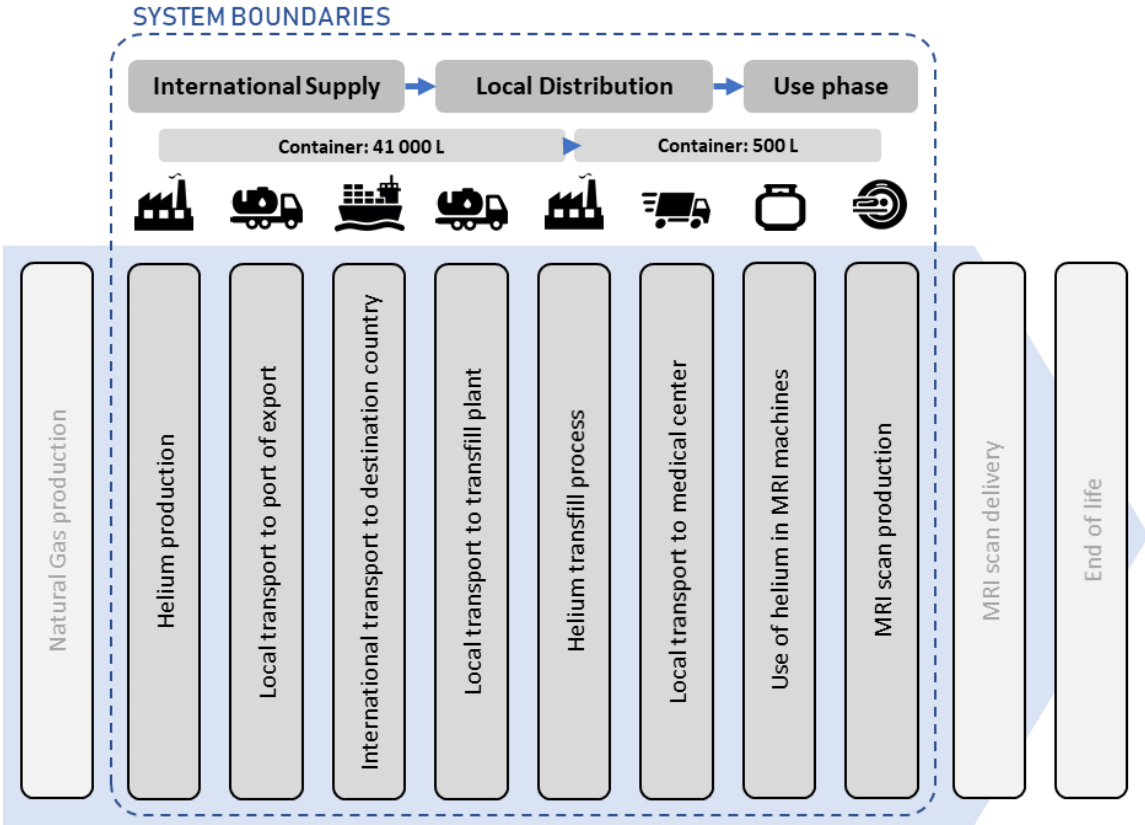 SYSTEM BOUNDARIES
International Supply
Local Distribution
Use phase
Container: 41 000 L
Container: 500 L
Natural Gas production
Helium production
Local transport to port of export
International transport to destination country
Local transport to transfill plant
Helium transfill process
Local transport to medical center
Use of helium in MRI machines
MRI scan production
MRI scan delivery
End of life